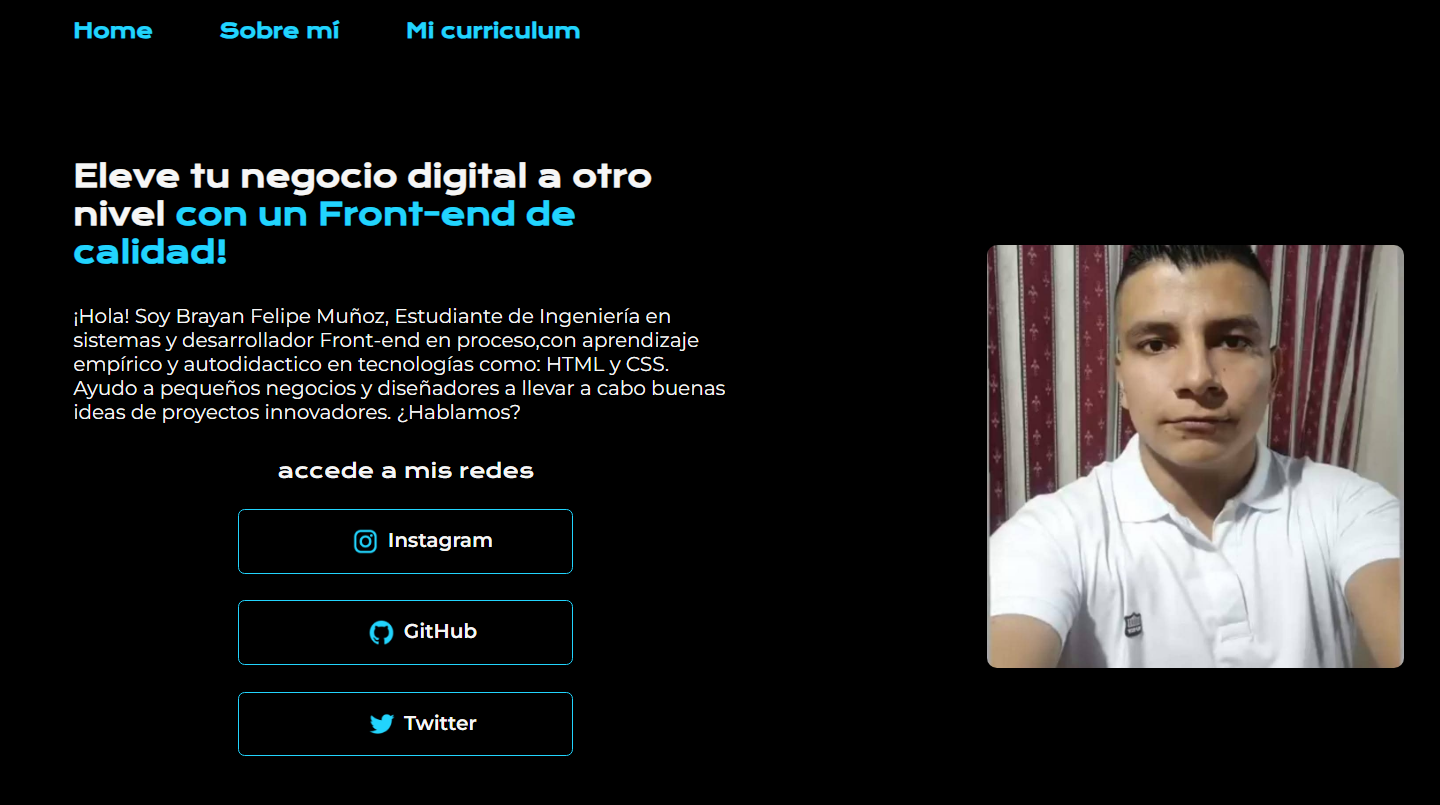 Home Sobre mí Mi curriculum
Eleve tu negocio digital a otro
nivel con un Front-end de
calidad!
¡Hola! Soy Brayan Felipe Muñoz, Estudiante de Ingeniería en
sistemas y desarrollador Front-end en proceso,con aprendizaje
empírico y autodidactico en tecnologías como: HTML y CSS.
Ayudo a pequeños negocios y diseñadores a llevar a cabo buenas
ideas de proyectos innovadores. ¿Hablamos?
accede a mis redes
Instagram
GitHub
Twitter